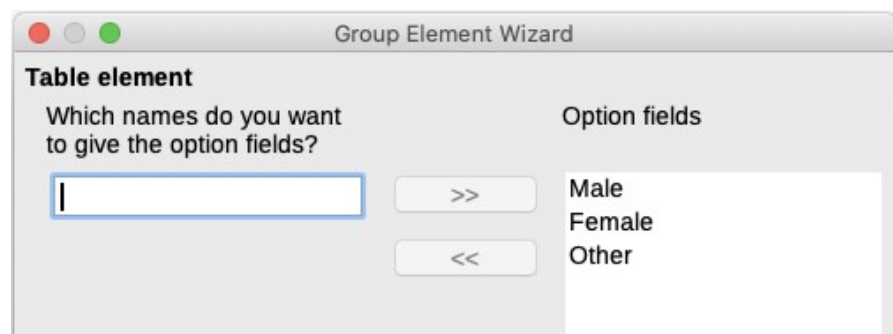 Group Element Wizard
Table element
Which names do you want
to give the option fields?
Option fields
>>
<<
Male
Female
Other